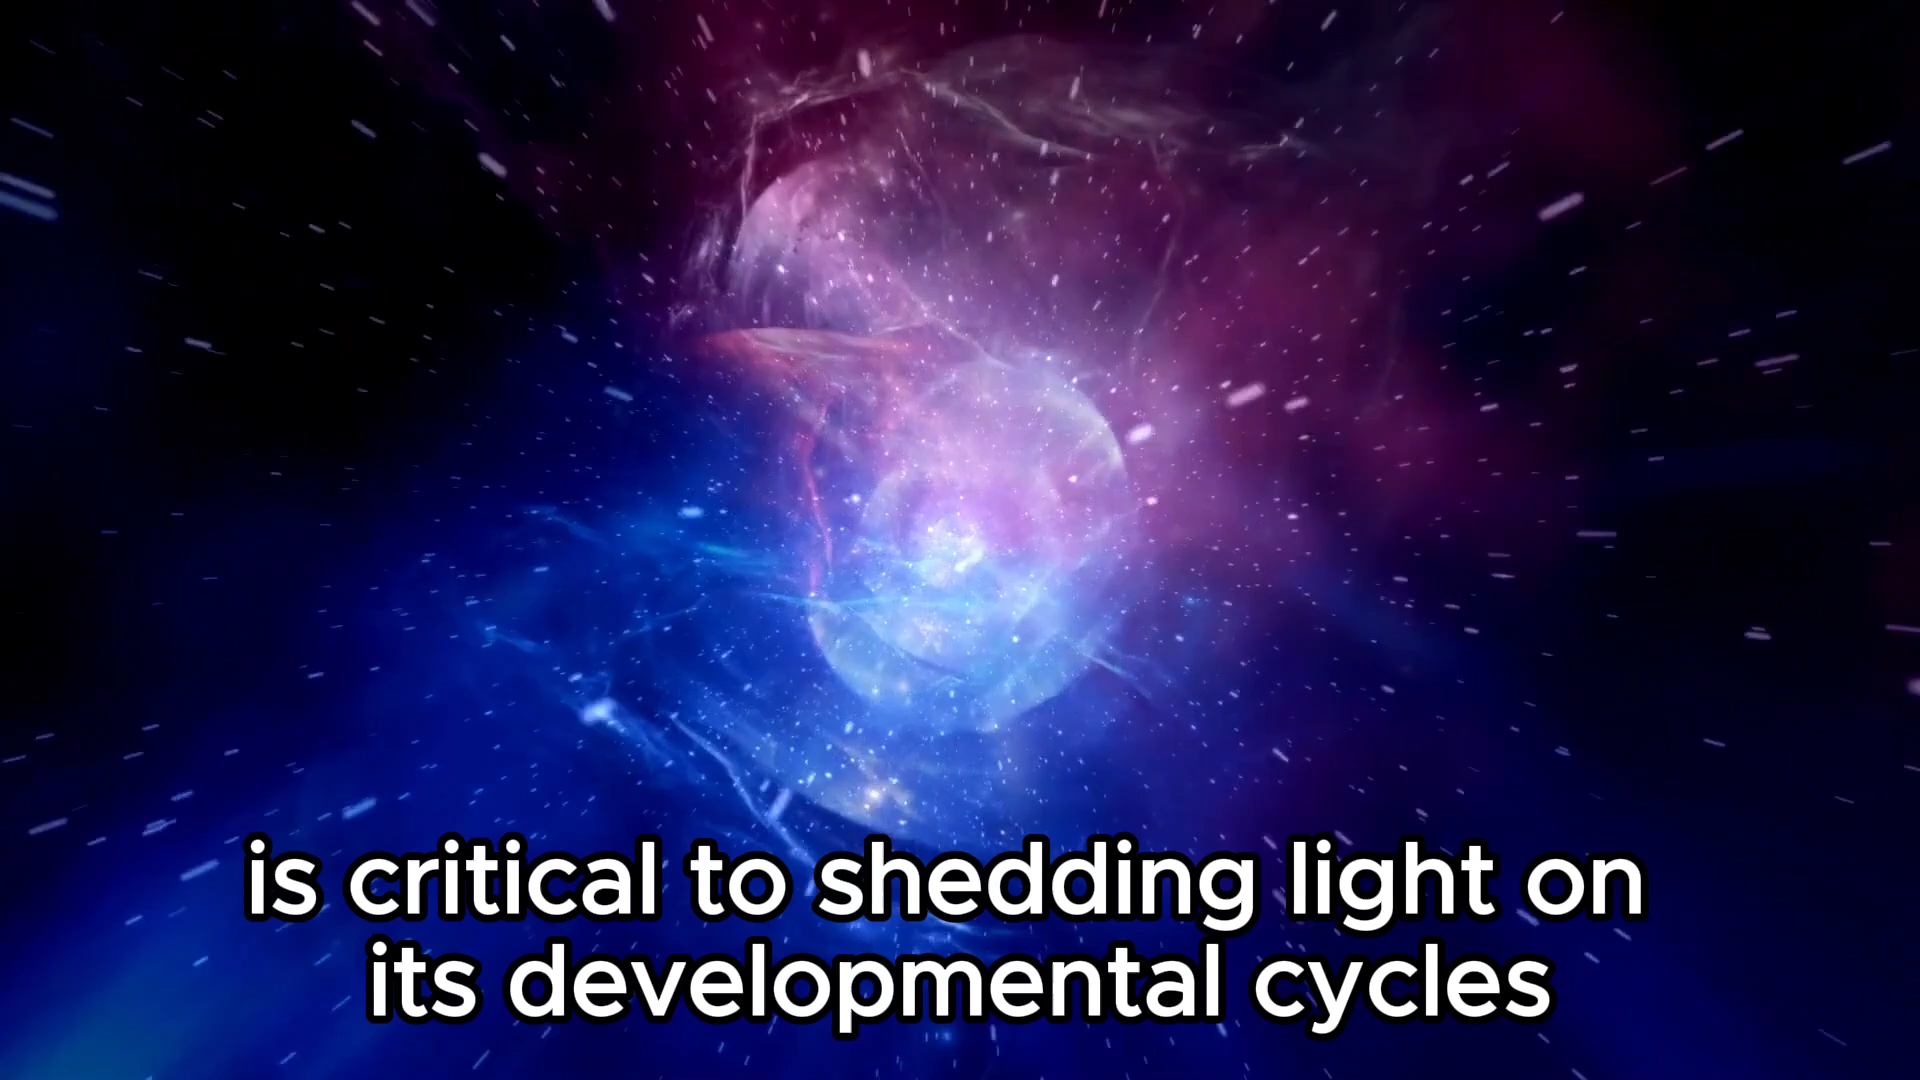 is critical to shedding light on
its developmental cycles